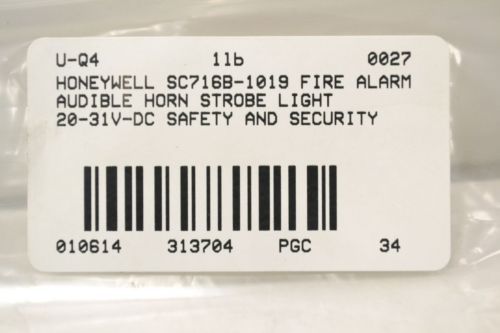 U-Q4 1lb 0027
HONEYWELL SC716B-1019 FIRE ALARM
AUDIBLE HORN STROBE LIGHT
20-31V-DC SAFETY AND SECURITY
010614 313704 PGC 34